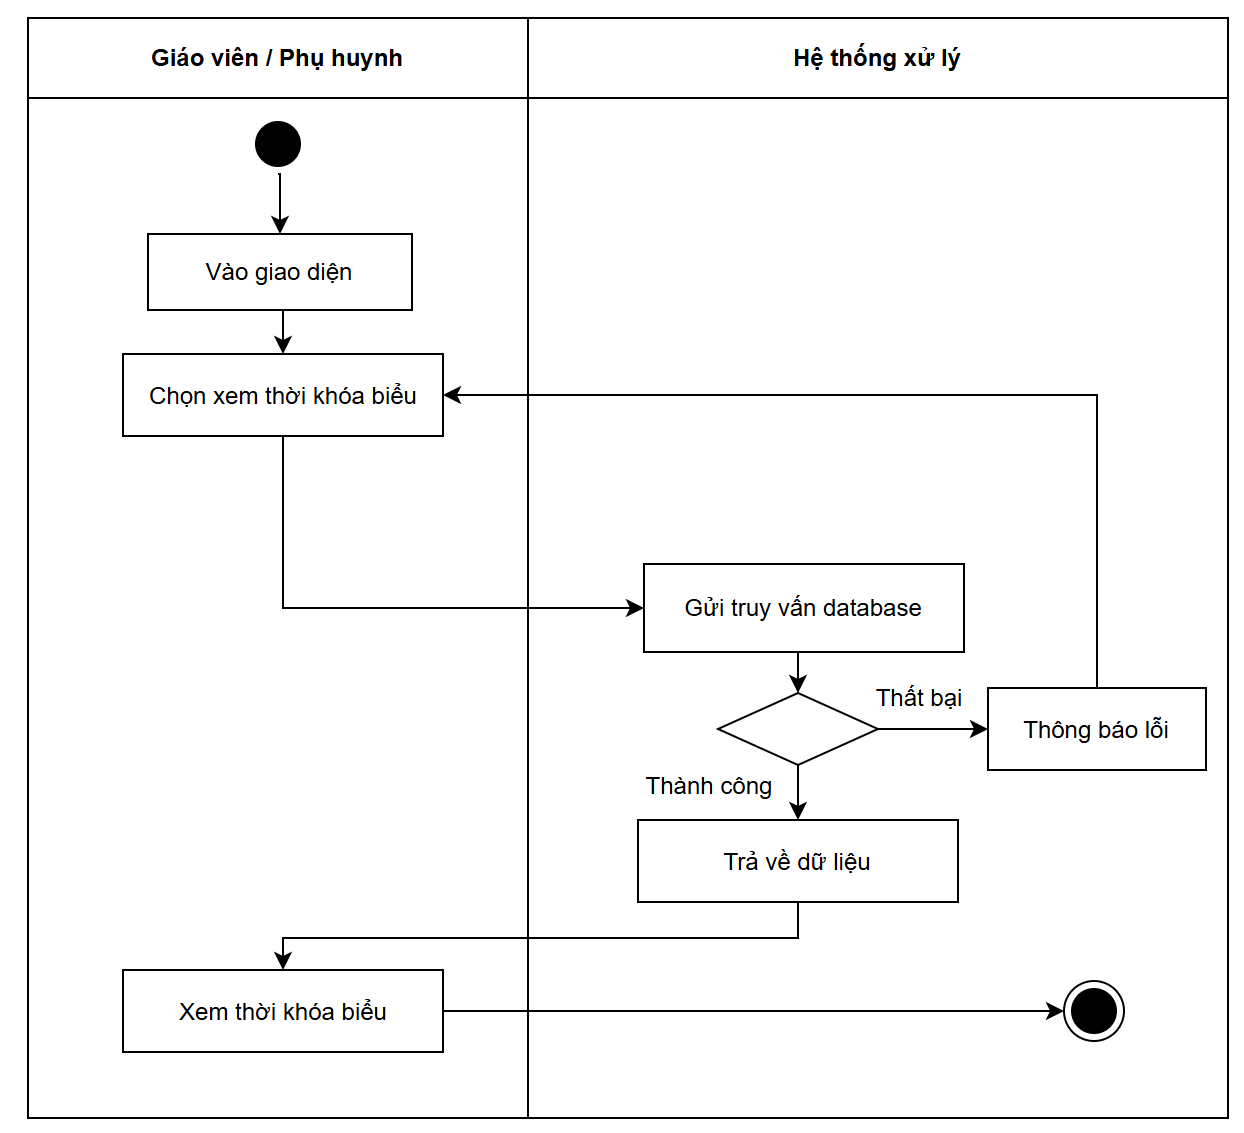 Giáo viên / Phụ huynh
Hệ thống xử lý
Vào giao diện
Chọn xem thời khóa biểu
Gửi truy vấn database
Thất bại
Thông báo lỗi
Thành công
Trả về dữ liệu
Xem thời khóa biểu